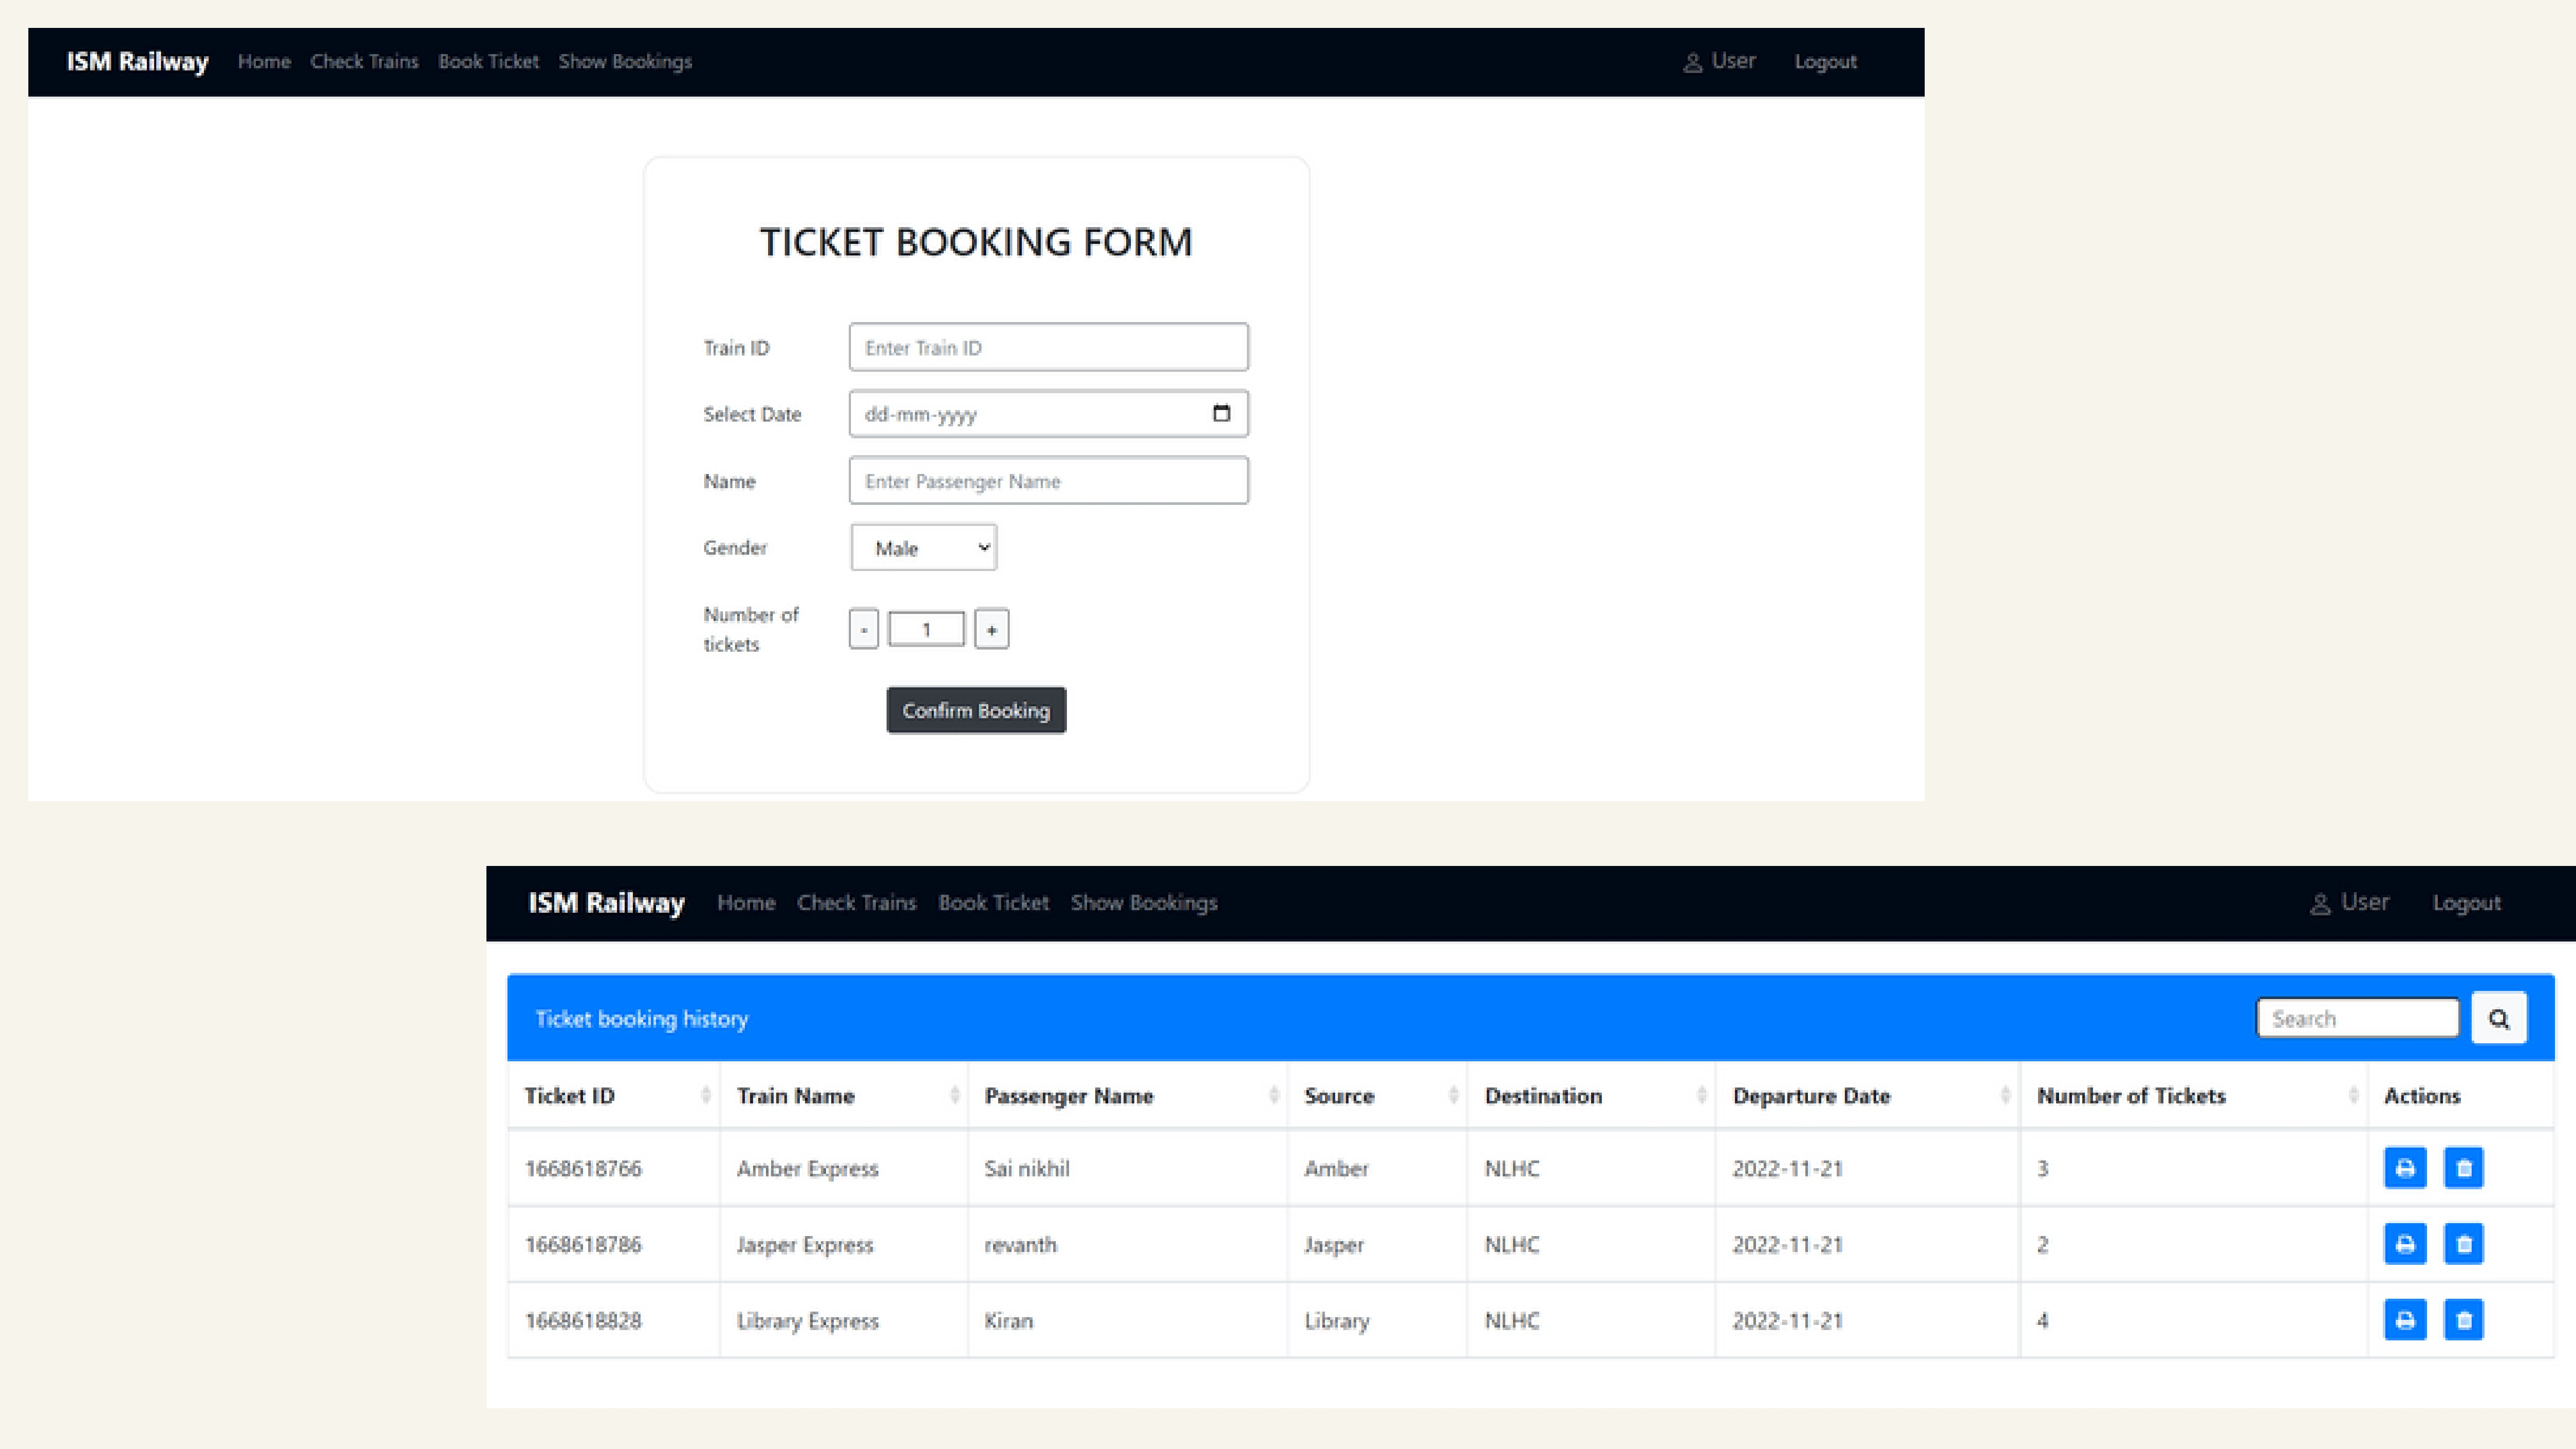 ISM Railway Home Check Trains Book Ticket Show Bookings User Logout
TICKET BOOKING FORM
Train ID Enter Train ID
Select Date dd-mm-yyyy
Name Enter Passenger Name
Gender Male
Number of
tickets
- 1 +
Confirm Booking
ISM Railway Home Check Trains Book Ticket Show Bookings User Logout
Ticket booking history Search
Ticket ID Train Name Passenger Name Source Destination Departure Date Number of Tickets Actions
1668618766 Amber Express Sai nikhil Amber NLHC 2022-11-21 3
1668618786 Jasper Express revanth Jasper NLHC 2022-11-21 2
1668618828 Library Express Kiran Library NLHC 2022-11-21 4